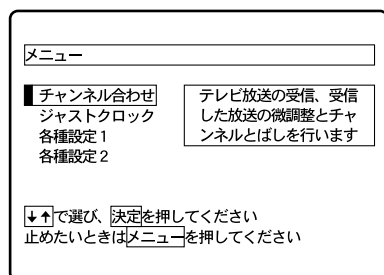 メニュー
チャンネル合わせ
ジャストクロック
各種設定1
各種設定2
テレビ放送の受信、受信
した放送の微調整とチャ
ンネルとばしを行います
↓↑で選び、決定を押してください
止めたいときはメニューを押してください